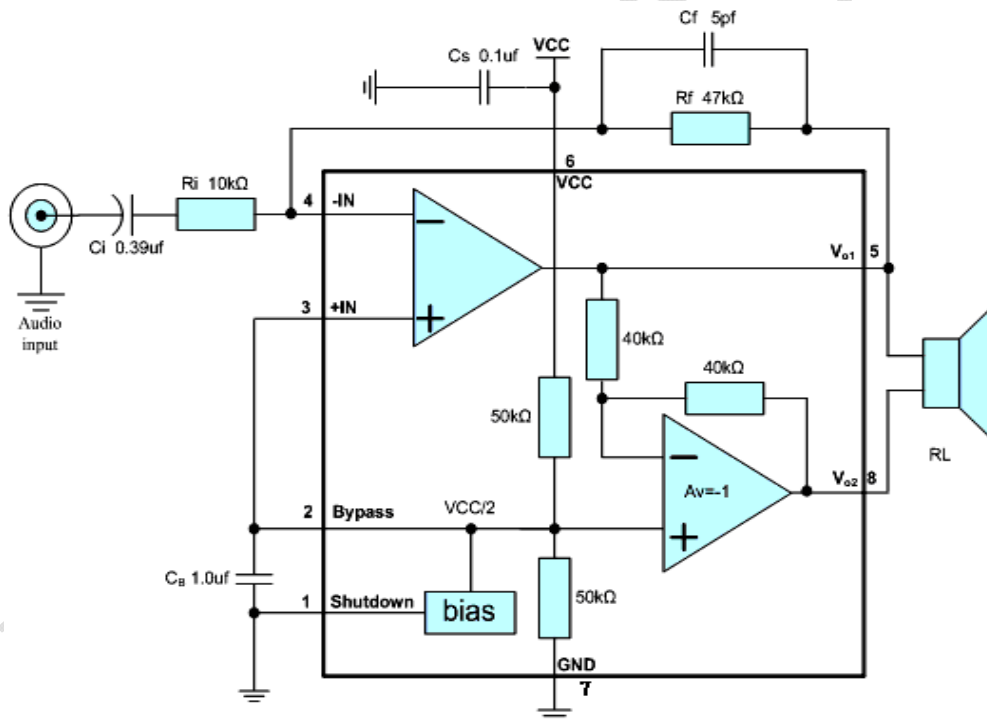 Cf 5pf
Cs 0.1uf
VCC
Rf 47kΩ
6
VCC
Ri 10kΩ
4
-IN
Ci 0.39uf
Vo1
5
3
+IN
Audio
input
40kΩ
40kΩ
50kΩ
RL
Av=-1
Vo2
8
2
Bypass
VCC/2
CB 1.0uf
1
Shutdown
bias
50kΩ
GND
7